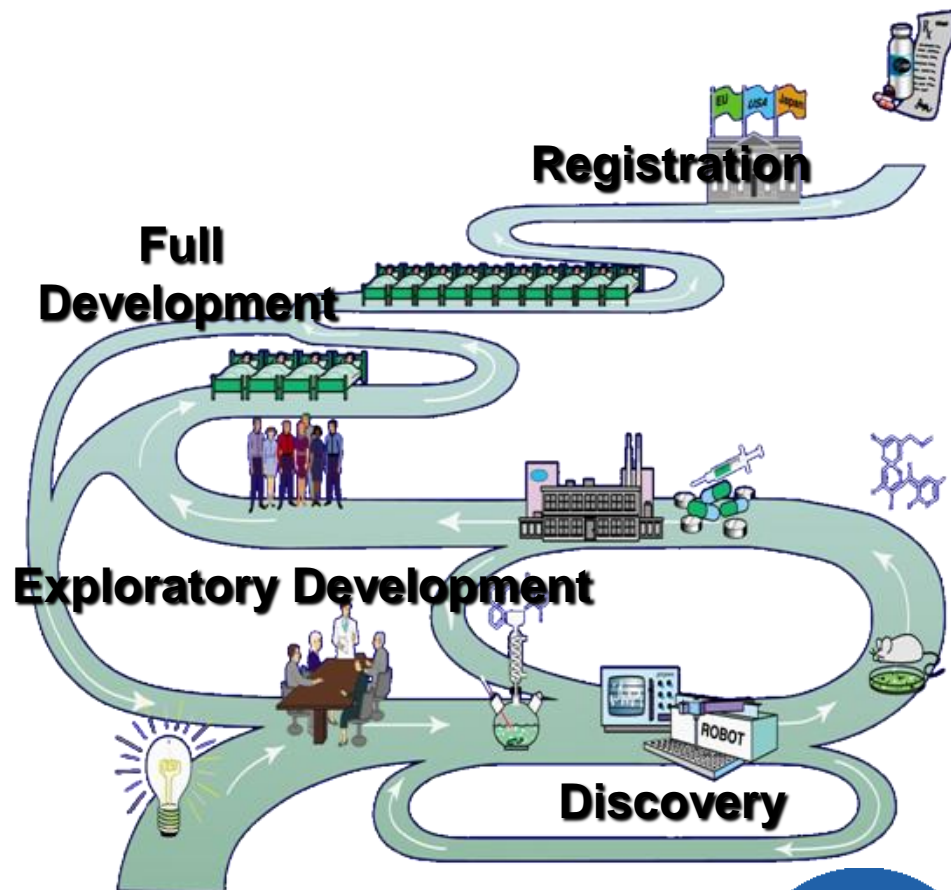 EU USA Japan
Registration
Full
Development
Exploratory Development
ROBOT
Discovery